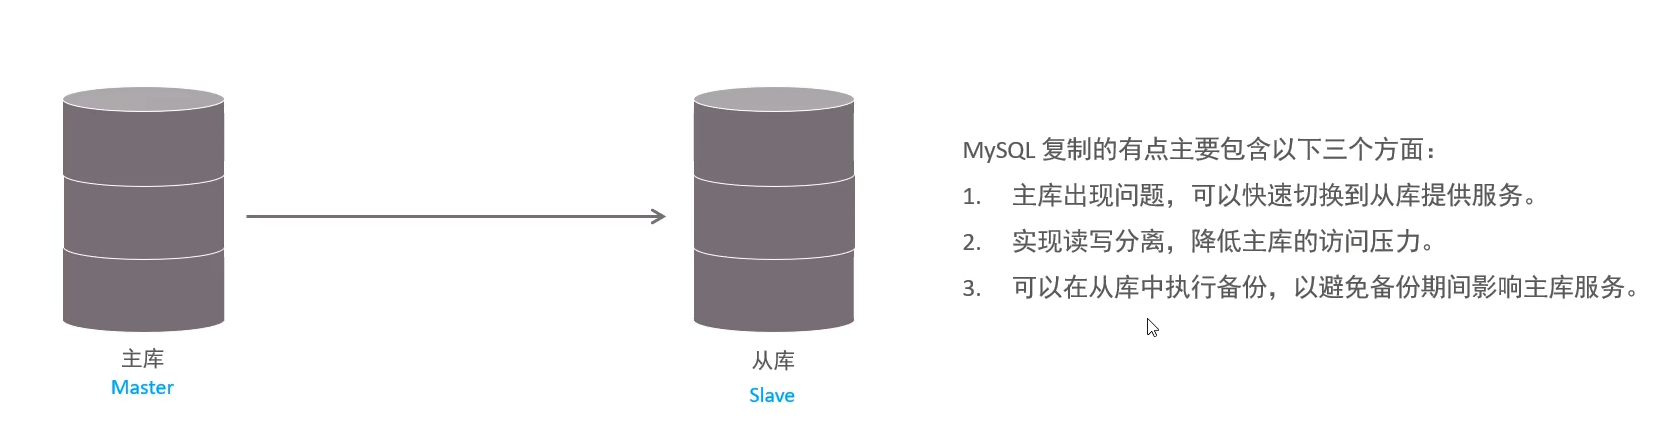 主库
Master
从库
Slave
MySQL 复制的有点主要包含以下三个方面：
1. 主库出现问题，可以快速切换到从库提供服务。
2. 实现读写分离，降低主库的访问压力。
3. 可以在从库中执行备份，以避免备份期间影响主库服务。